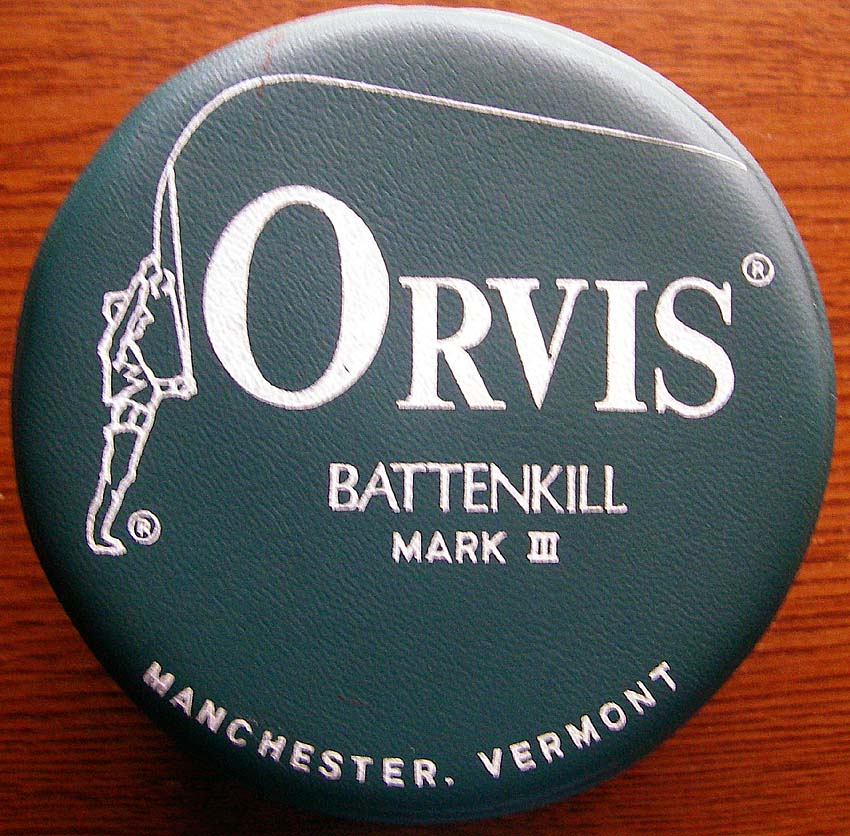 ORVIS®
BATTENKILL
MARK III
®
MANCHESTER. VERMONT